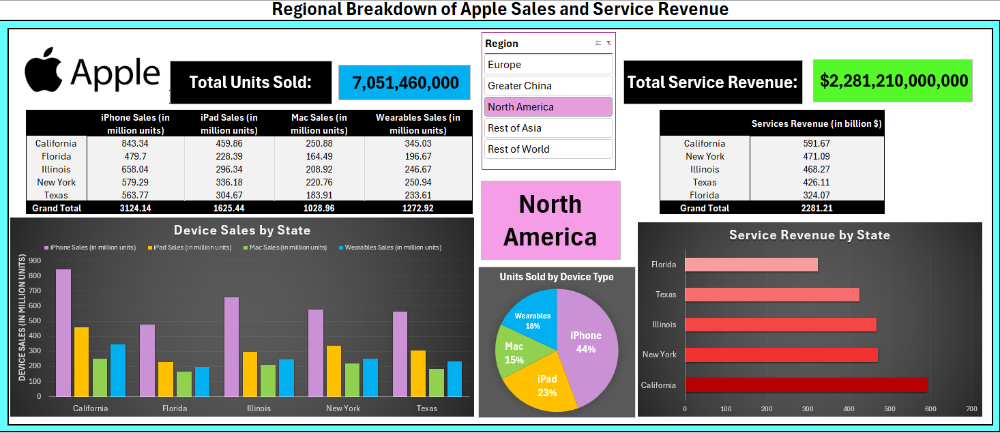 Regional Breakdown of Apple Sales and Service Revenue
Apple
Total Units Sold:
7,051,460,000
Region
Europe
Greater China
North America
Rest of Asia
Rest of World
Total Service Revenue:
$2,281,210,000,000
iPhone Sales (in million units) iPad Sales (in million units) Mac Sales (in million units) Wearables Sales (in million units)
California 843.34 459.86 250.88 345.03
Florida 479.7 228.39 164.49 196.67
Illinois 658.04 296.34 208.92 246.67
New York 579.29 336.18 220.76 250.94
Texas 563.77 304.67 183.91 233.61
Grand Total 3124.14 1625.44 1028.96 1272.92
Services Revenue (in billion $)
California 591.67
New York 471.09
Illinois 468.27
Texas 426.11
Florida 324.07
Grand Total 2281.21
North
America
Device Sales by State
iPhone Sales (in million units) iPad Sales (in million units) Mac Sales (in million units) Wearables Sales (in million units)
DEVICE SALES (IN MILLION UNITS)
900
800
700
600
500
400
300
200
100
0
California Florida Illinois New York Texas
Units Sold by Device Type
Wearables
18%
iPhone
44%
Mac
15%
iPad
23%
Service Revenue by State
Florida
Texas
Illinois
New York
California
0 100 200 300 400 500 600 700